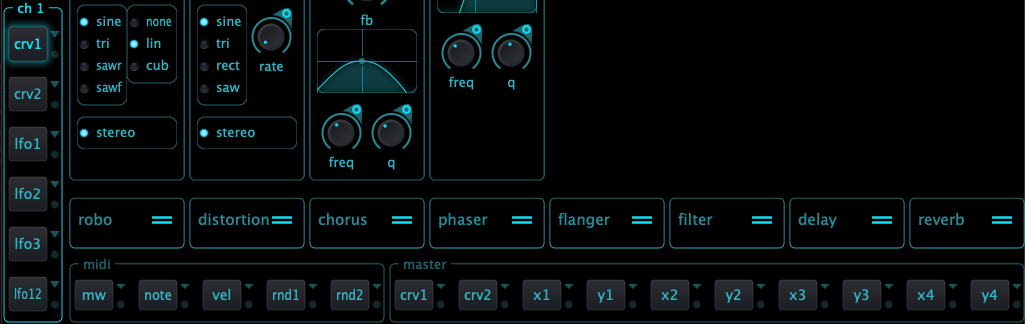 ch 1
crv1
crv2
lfo1
lfo2
lfo3
lfo12
sine
tri
sawr
sawf
none
lin
cub
stereo
sine
tri
rect
saw
rate
stereo
fb
freq q
freq q
robo distortion chorus phaser flanger filter delay reverb
midi
mw note vel rnd1 rnd2
master
crv1 crv2 x1 y1 x2 y2 x3 y3 x4 y4